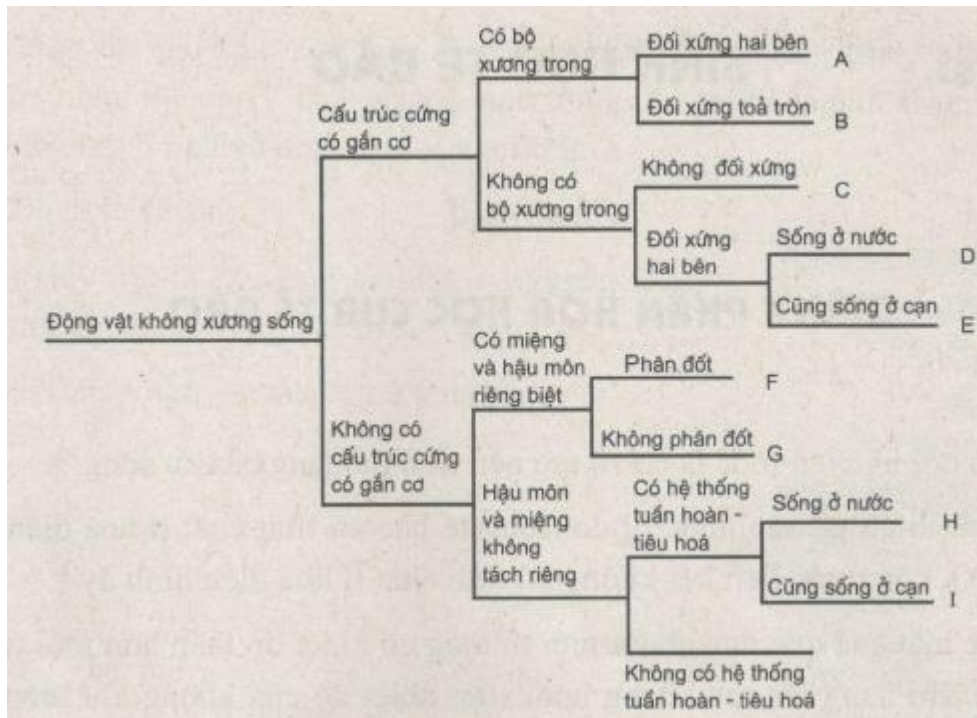 Có bộ
xương trong
Đối xứng hai bên
A
Đối xứng toả tròn
B
Cấu trúc cứng
có gắn cơ
Không có
bộ xương trong
Không đối xứng
C
Đối xứng
hai bên
Sống ở nước
D
Cũng sống ở cạn
E
Động vật không xương sống
Có miệng
và hậu môn
riêng biệt
Phân đốt
F
Không phân đốt
G
Không có
cấu trúc cứng
có gắn cơ
Hậu môn
và miệng
không
tách riêng
Có hệ thống
tuần hoàn -
tiêu hoá
Sống ở nước
H
Cũng sống ở cạn
I
Không có hệ thống
tuần hoàn - tiêu hoá